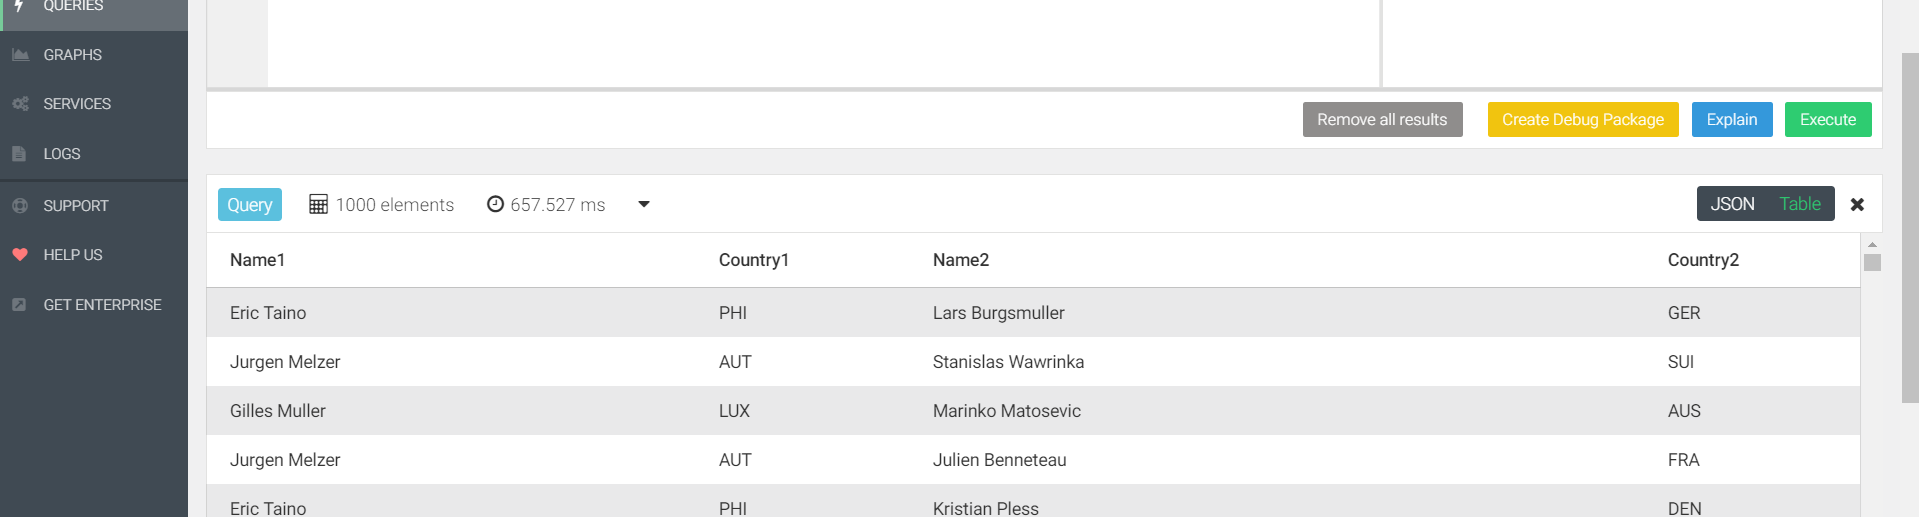 QUERIES
GRAPHS
SERVICES
LOGS
SUPPORT
HELP US
GET ENTERPRISE
Remove all results Create Debug Package Explain Execute
Query 1000 elements 657.527 ms JSON Table
Name1 Country1 Name2 Country2
Eric Taino PHI Lars Burgsmuller GER
Jurgen Melzer AUT Stanislas Wawrinka SUI
Gilles Muller LUX Marinko Matosevic AUS
Jurgen Melzer AUT Julien Benneteau FRA
Eric Taino PHI Kristian Pless DEN